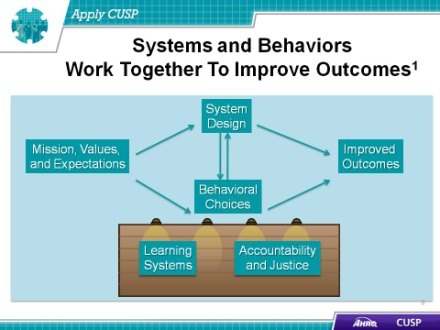 Apply CUSP
Systems and Behaviors
Work Together To Improve Outcomes1
System
Design
Mission, Values,
and Expectations
Improved
Outcomes
Behavioral
Choices
Learning
Systems
Accountability
and Justice
AHRQ
CUSP